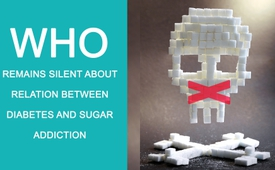 WHO
REMAINS SILENT ABOUT
RELATION BETWEEN
DIABETES AND SUGAR
ADDICTION